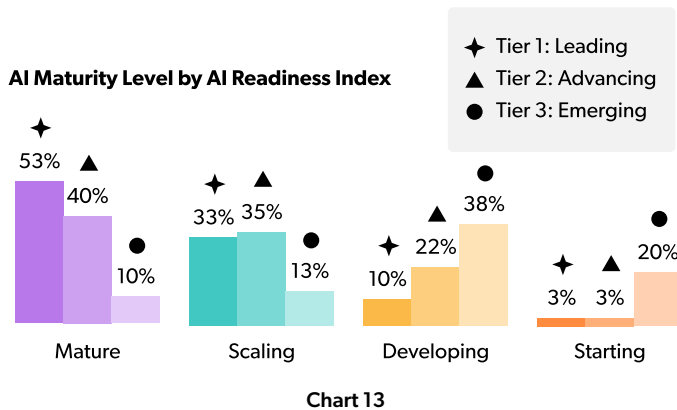 Tier 1: Leading
Tier 2: Advancing
Tier 3: Emerging
AI Maturity Level by AI Readiness Index
53%
40%
10%
33%
35%
13%
10%
22%
38%
3%
3%
20%
Mature
Scaling
Developing
Starting
Chart 13